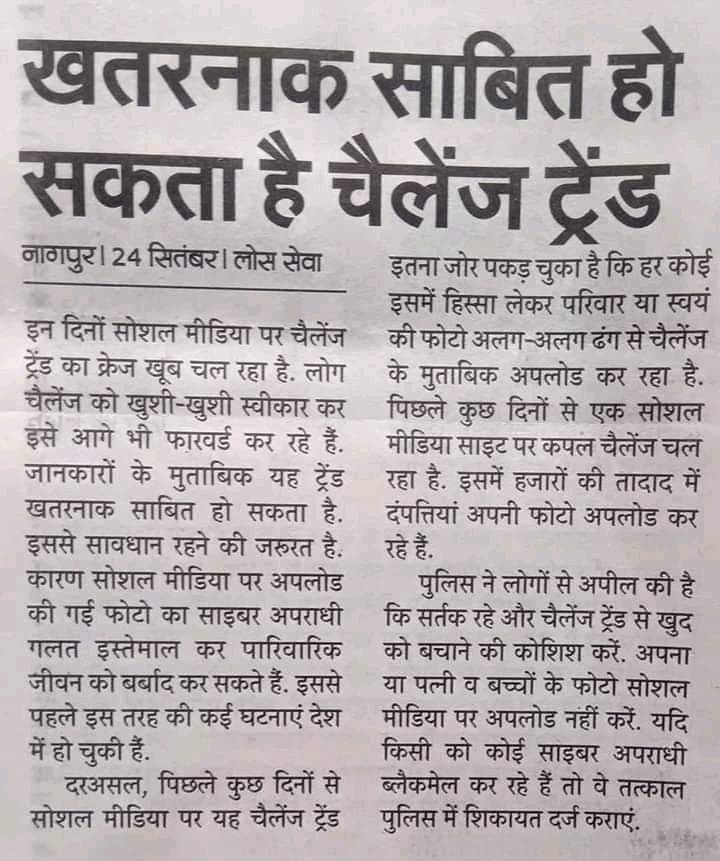 खतरनाक साबित हो
सकता है चैलेंज ट्रेंड
नागपुर। 24 सितंबर। लोस सेवा
इन दिनों सोशल मीडिया पर चैलेंज
ट्रेंड का क्रेज खूब चल रहा है. लोग
चैलेंज को खुशी-खुशी स्वीकार कर
इसे आगे भी फारवर्ड कर रहे हैं.
जानकारों के मुताबिक यह ट्रेंड
खतरनाक साबित हो सकता है.
इससे सावधान रहने की जरुरत है.
कारण सोशल मीडिया पर अपलोड
की गई फोटो का साइबर अपराधी
गलत इस्तेमाल कर पारिवारिक
जीवन को बर्बाद कर सकते हैं. इससे
पहले इस तरह की कई घटनाएं देश
में हो चुकी हैं.
दरअसल, पिछले कुछ दिनों से
सोशल मीडिया पर यह चैलेंज ट्रेंड
इतना जोर पकड़ चुका है कि हर कोई
इसमें हिस्सा लेकर परिवार या स्वयं
की फोटो अलग-अलग ढंग से चैलेंज
के मुताबिक अपलोड कर रहा है.
पिछले कुछ दिनों से एक सोशल
मीडिया साइट पर कपल चैलेंज चल
रहा है. इसमें हजारों की तादाद में
दंपत्तियां अपनी फोटो अपलोड कर
रहे हैं.
पुलिस ने लोगों से अपील की है
कि सर्तक रहे और चैलेंज ट्रेंड से खुद
को बचाने की कोशिश करें. अपना
या पत्नी व बच्चों के फोटो सोशल
मीडिया पर अपलोड नहीं करें. यदि
किसी को कोई साइबर अपराधी
ब्लैकमेल कर रहे हैं तो वे तत्काल
पुलिस में शिकायत दर्ज कराएं.